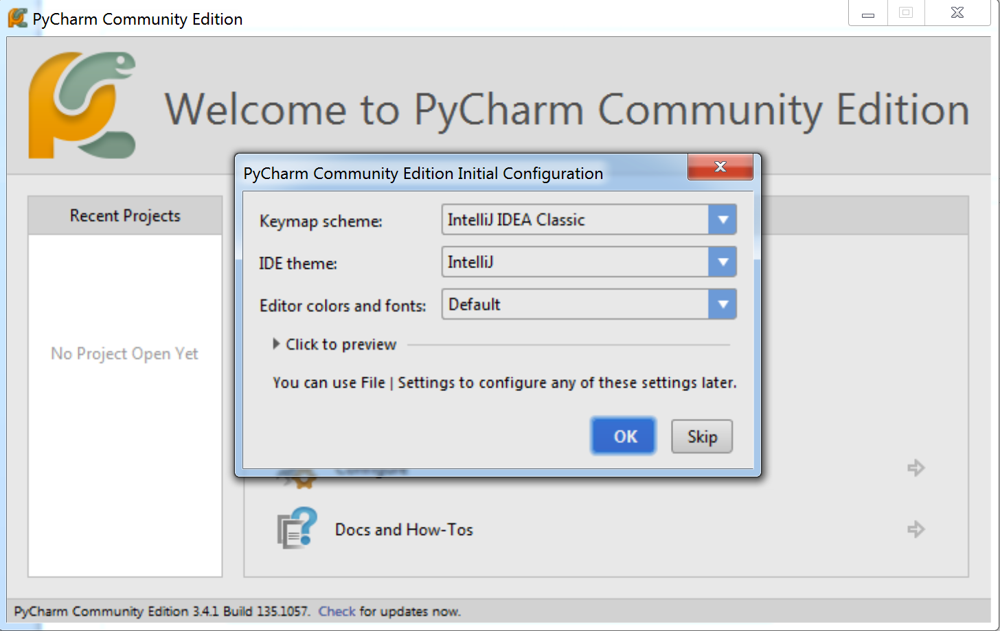 PyCharm Community Edition
Welcome to PyCharm Community Edition
PyCharm Community Edition Initial Configuration
Recent Projects
No Project Open Yet
Keymap scheme: IntelliJ IDEA Classic
IDE theme: IntelliJ
Editor colors and fonts: Default
Click to preview
You can use File | Settings to configure any of these settings later.
OK Skip
Configure
Docs and How-Tos
PyCharm Community Edition 3.4.1 Build 135.1057. Check for updates now.